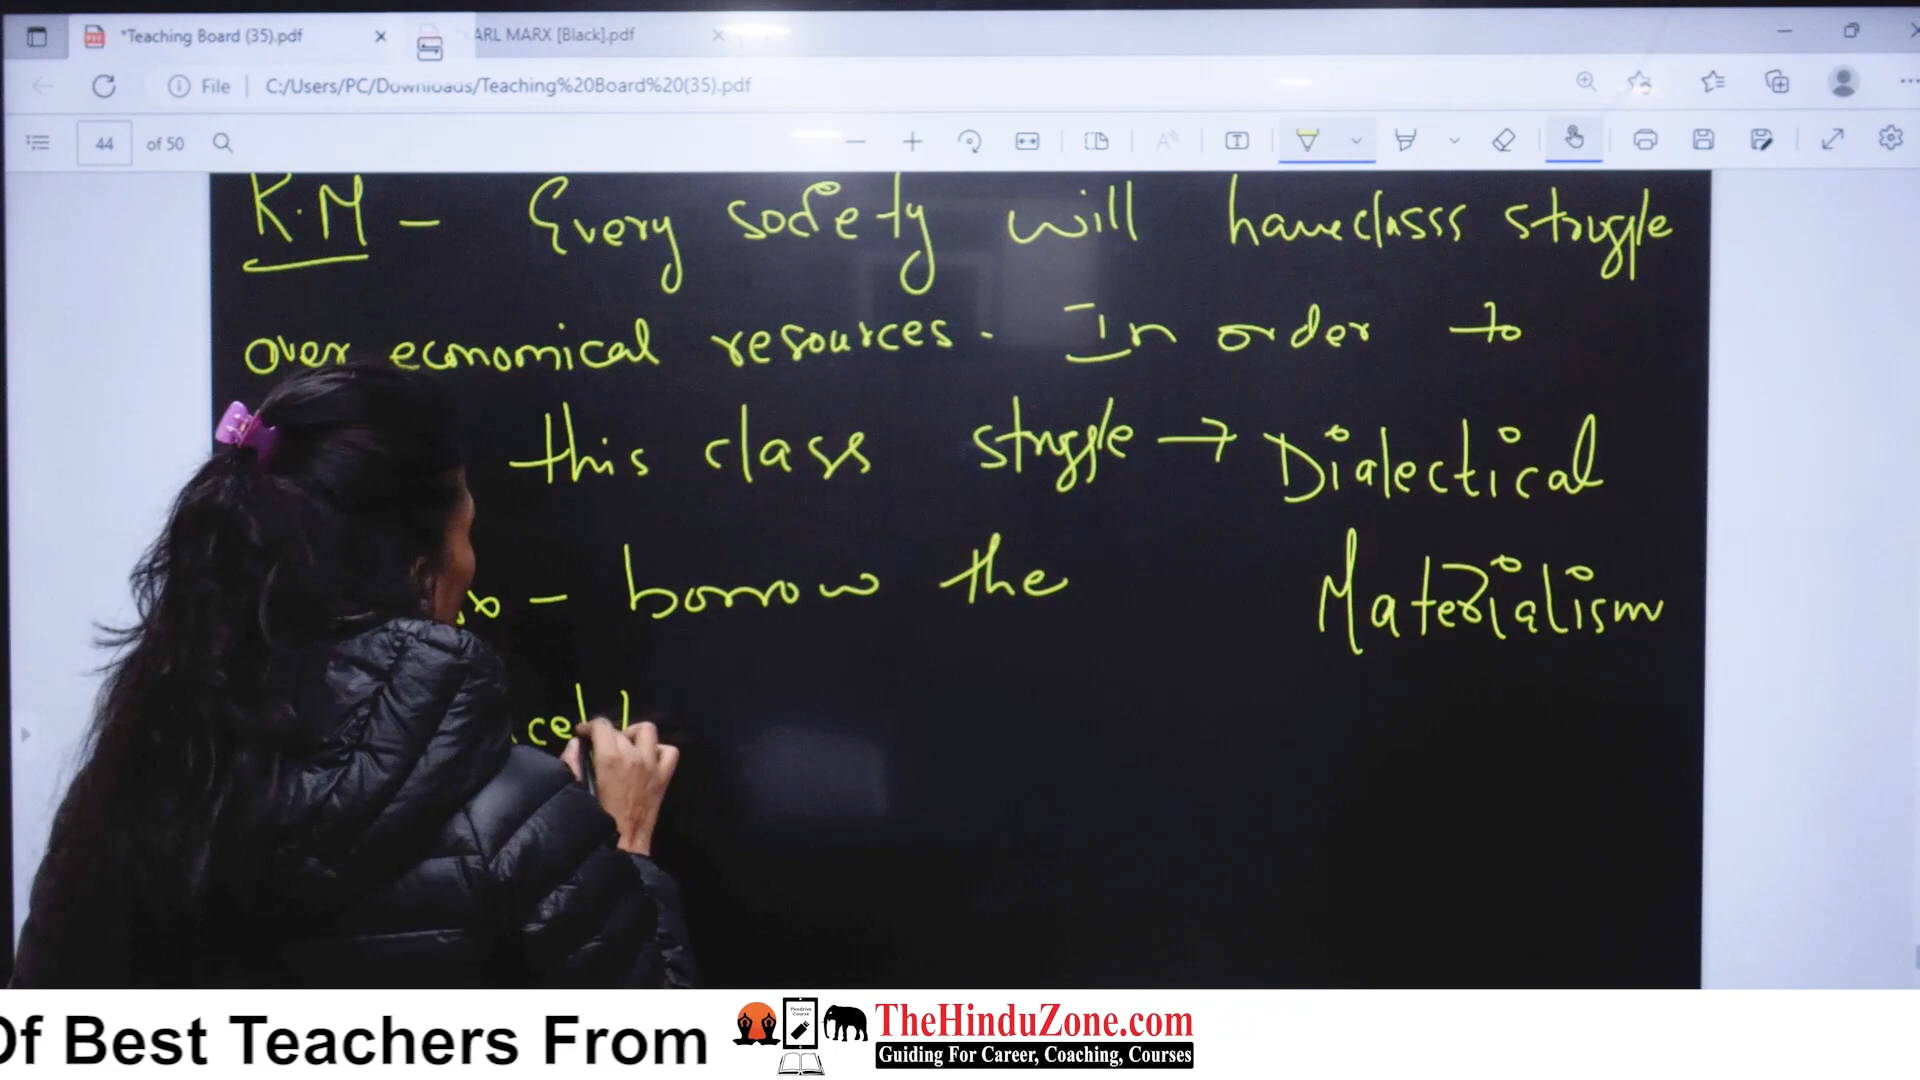 *Teaching Board (35).pdf
ARL MARX [Black].pdf
File C:/Users/PC/Downloads/Teaching%20Board%20(35).pdf
44 of 50
K.M - Every society will have classs struggle
over economical resources. In order to
this class struggle → Dialectical
- borrow the Materialism
Of Best Teachers From
TheHinduZone.com
Guiding For Career, Coaching, Courses